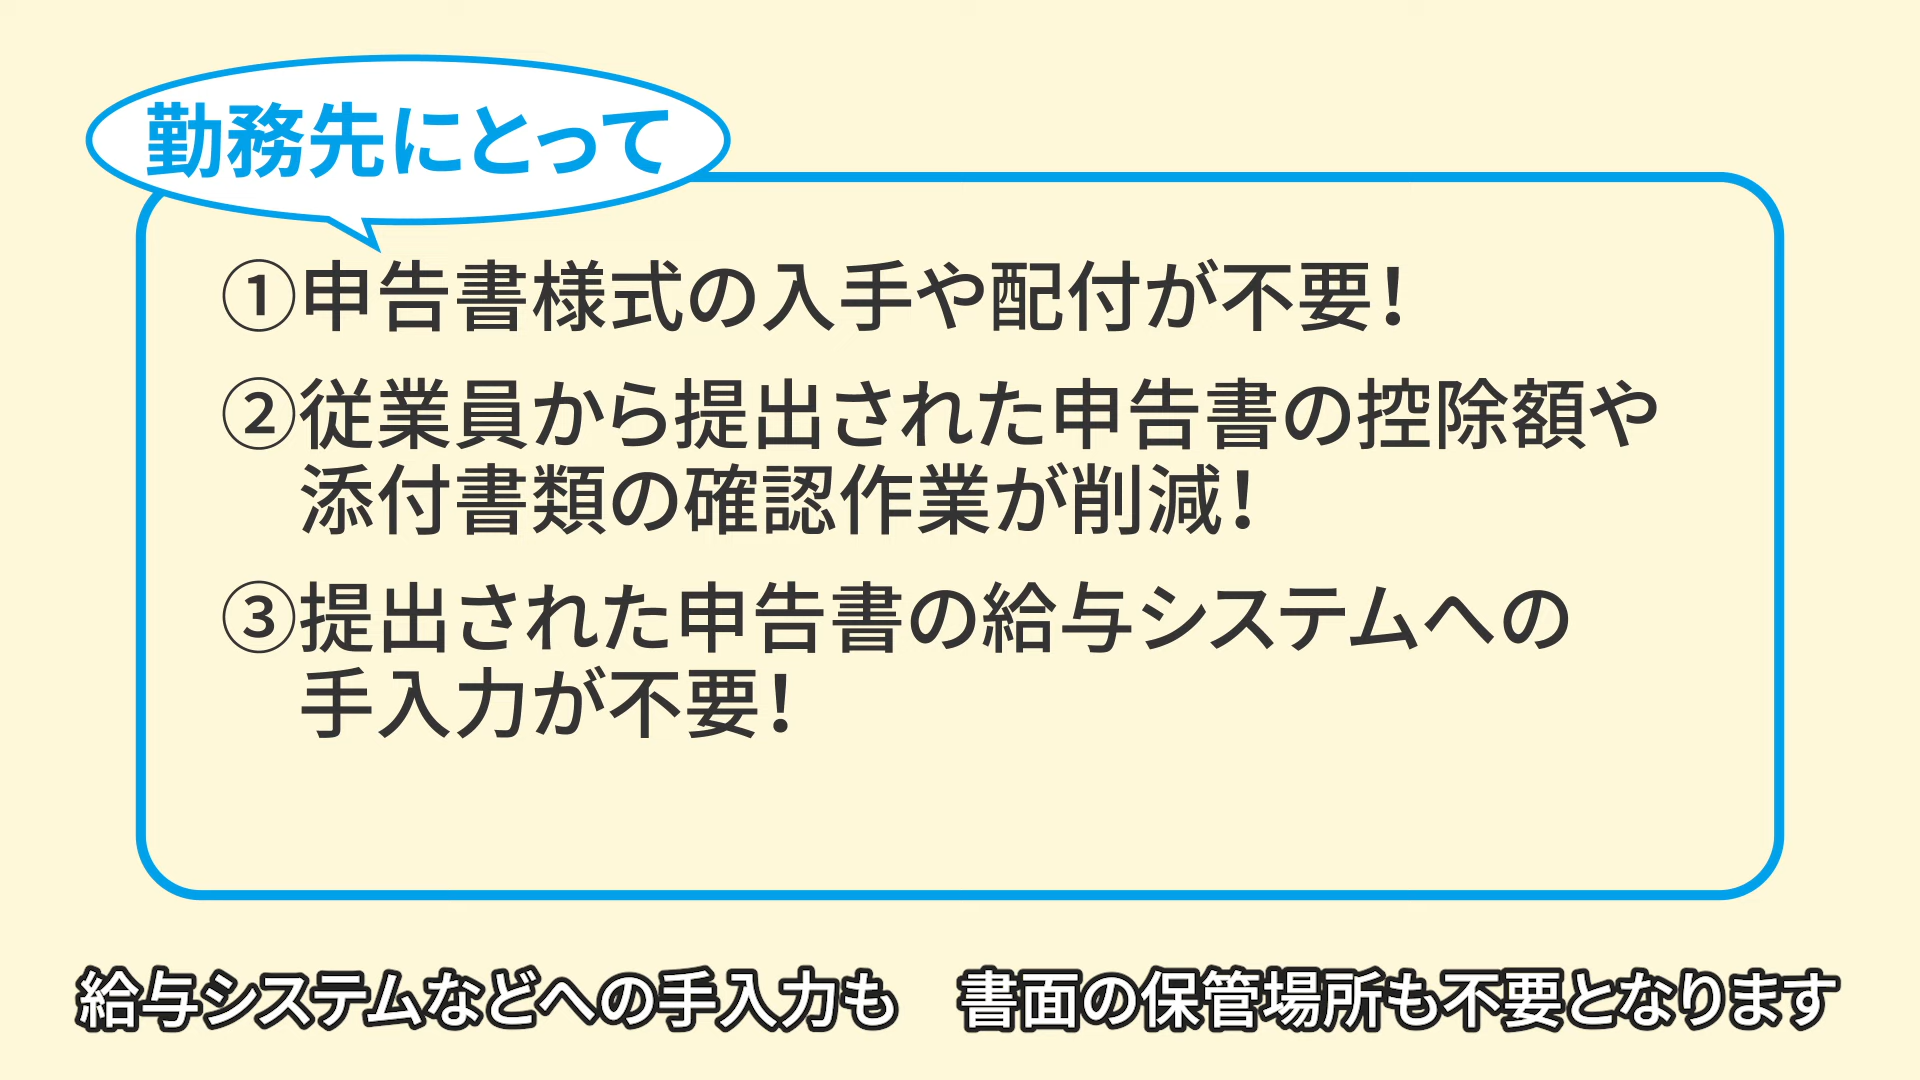 勤務先にとって
①申告書様式の入手や配付が不要！
②従業員から提出された申告書の控除額や
添付書類の確認作業が削減！
③提出された申告書の給与システムへの
手入力が不要！
給与システムなどへの手入力も　書面の保管場所も不要となります